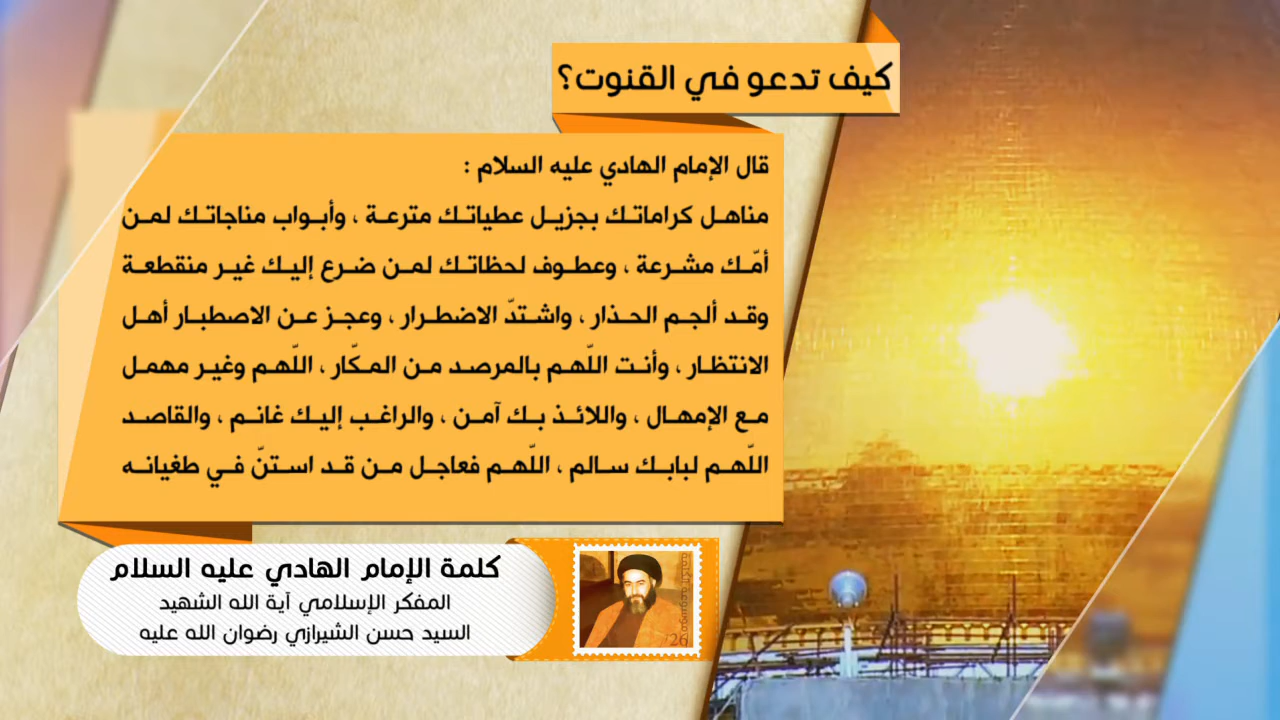 كيف تدعو في القنوت؟
قال الإمام الهادي عليه السلام :
مناهل كراماتك بجزيل عطياتك مترعة ، وأبواب مناجاتك لمن
أمّك مشرعة ، وعطوف لحظاتك لمن ضرع إليك غير منقطعة
وقد ألجم الحذار ، واشتدّ الاضطرار ، وعجز عن الاصطبار أهل
الانتظار ، وأنت اللّهم بالمرصد من المكّار ، اللّهم وغير مهمل
مع الإمهال ، واللائذ بك آمن ، والراغب إليك غانم ، والقاصد
اللّهم لبابك سالم ، اللّهم فعاجل من قد استنّ في طغيانه
كلمة الإمام الهادي عليه السلام
المفكر الإسلامي آية الله الشهيد
السيد حسن الشيرازي رضوان الله عليه
26